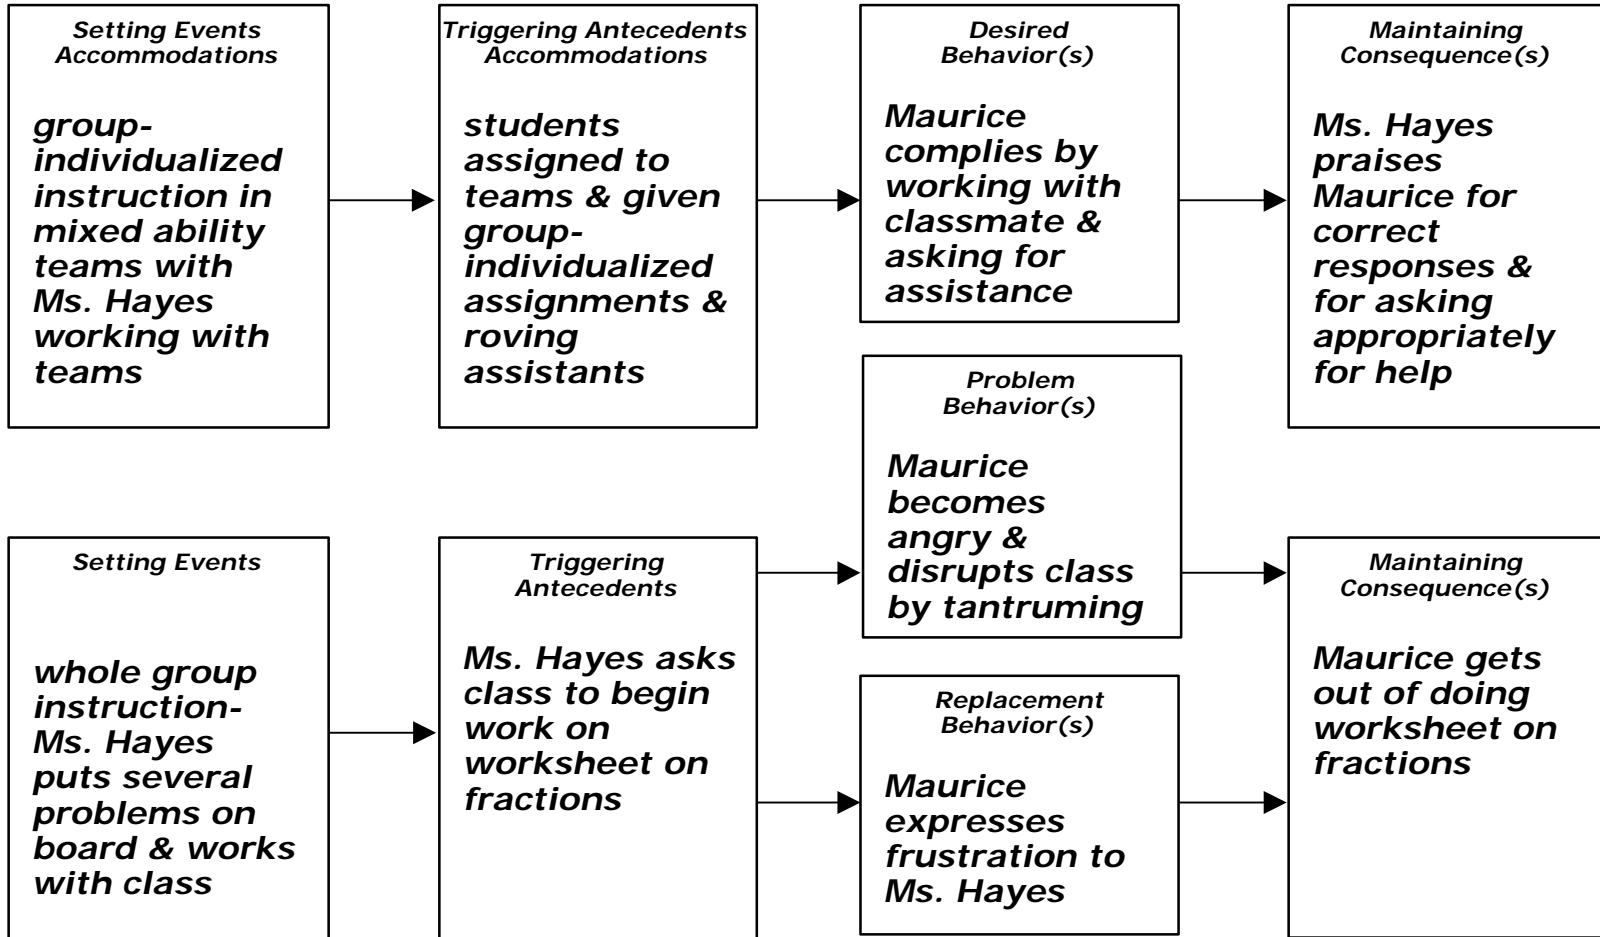 Setting Events
Accommodations
group-
individualized
instruction in
mixed ability
teams with
Ms. Hayes
working with
teams
Triggering Antecedents
Accommodations
students
assigned to
teams & given
group-
individualized
assignments &
roving
assistants
Desired
Behavior(s)
Maurice
complies by
working with
classmate &
asking for
assistance
Maintaining
Consequence(s)
Ms. Hayes
praises
Maurice for
correct
responses &
for asking
appropriately
for help
Setting Events
whole group
instruction-
Ms. Hayes
puts several
problems on
board & works
with class
Triggering
Antecedents
Ms. Hayes asks
class to begin
work on
worksheet on
fractions
Problem
Behavior(s)
Maurice
becomes
angry &
disrupts class
by tantruming
Replacement
Behavior(s)
Maurice
expresses
frustration to
Ms. Hayes
Maintaining
Consequence(s)
Maurice gets
out of doing
worksheet on
fractions